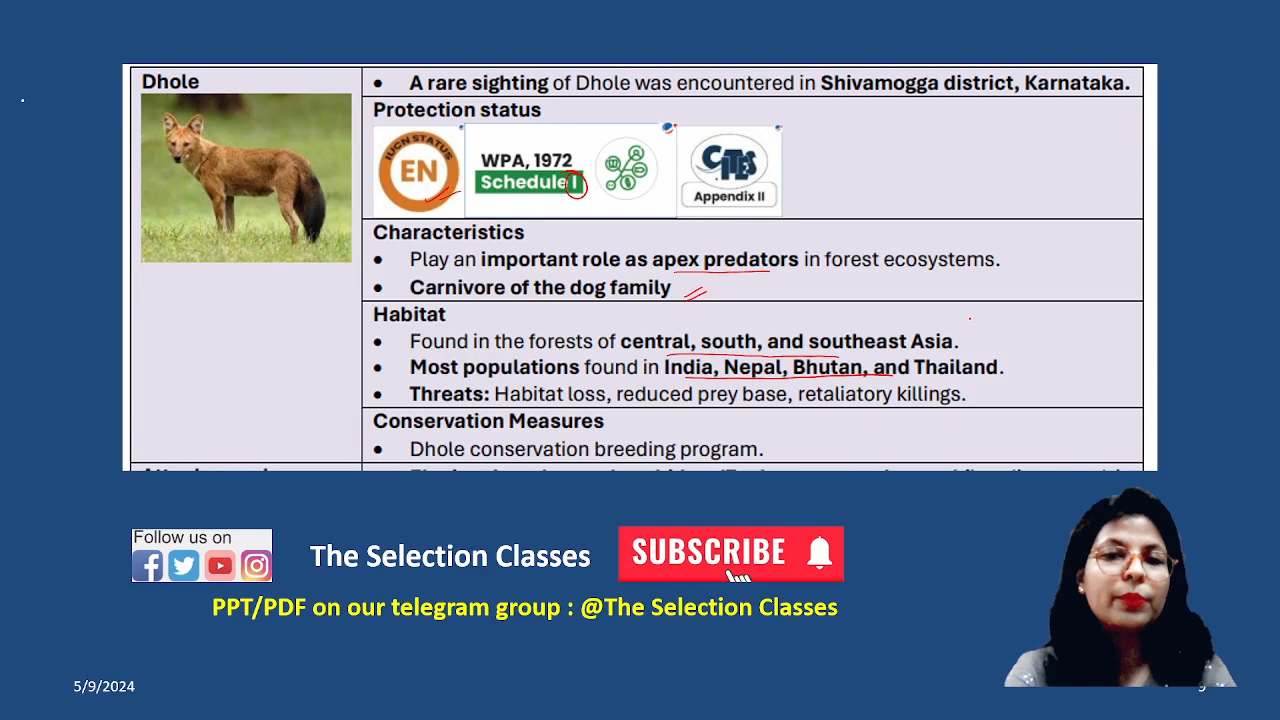 Dhole
• A rare sighting of Dhole was encountered in Shivamogga district, Karnataka.
Protection status
IUCN STATUS
EN
WPA, 1972
Schedule I
CITES
Appendix II
Characteristics
• Play an important role as apex predators in forest ecosystems.
• Carnivore of the dog family
Habitat
• Found in the forests of central, south, and southeast Asia.
• Most populations found in India, Nepal, Bhutan, and Thailand.
• Threats: Habitat loss, reduced prey base, retaliatory killings.
Conservation Measures
• Dhole conservation breeding program.
Follow us on
The Selection Classes
SUBSCRIBE
PPT/PDF on our telegram group : @The Selection Classes
5/9/2024
9